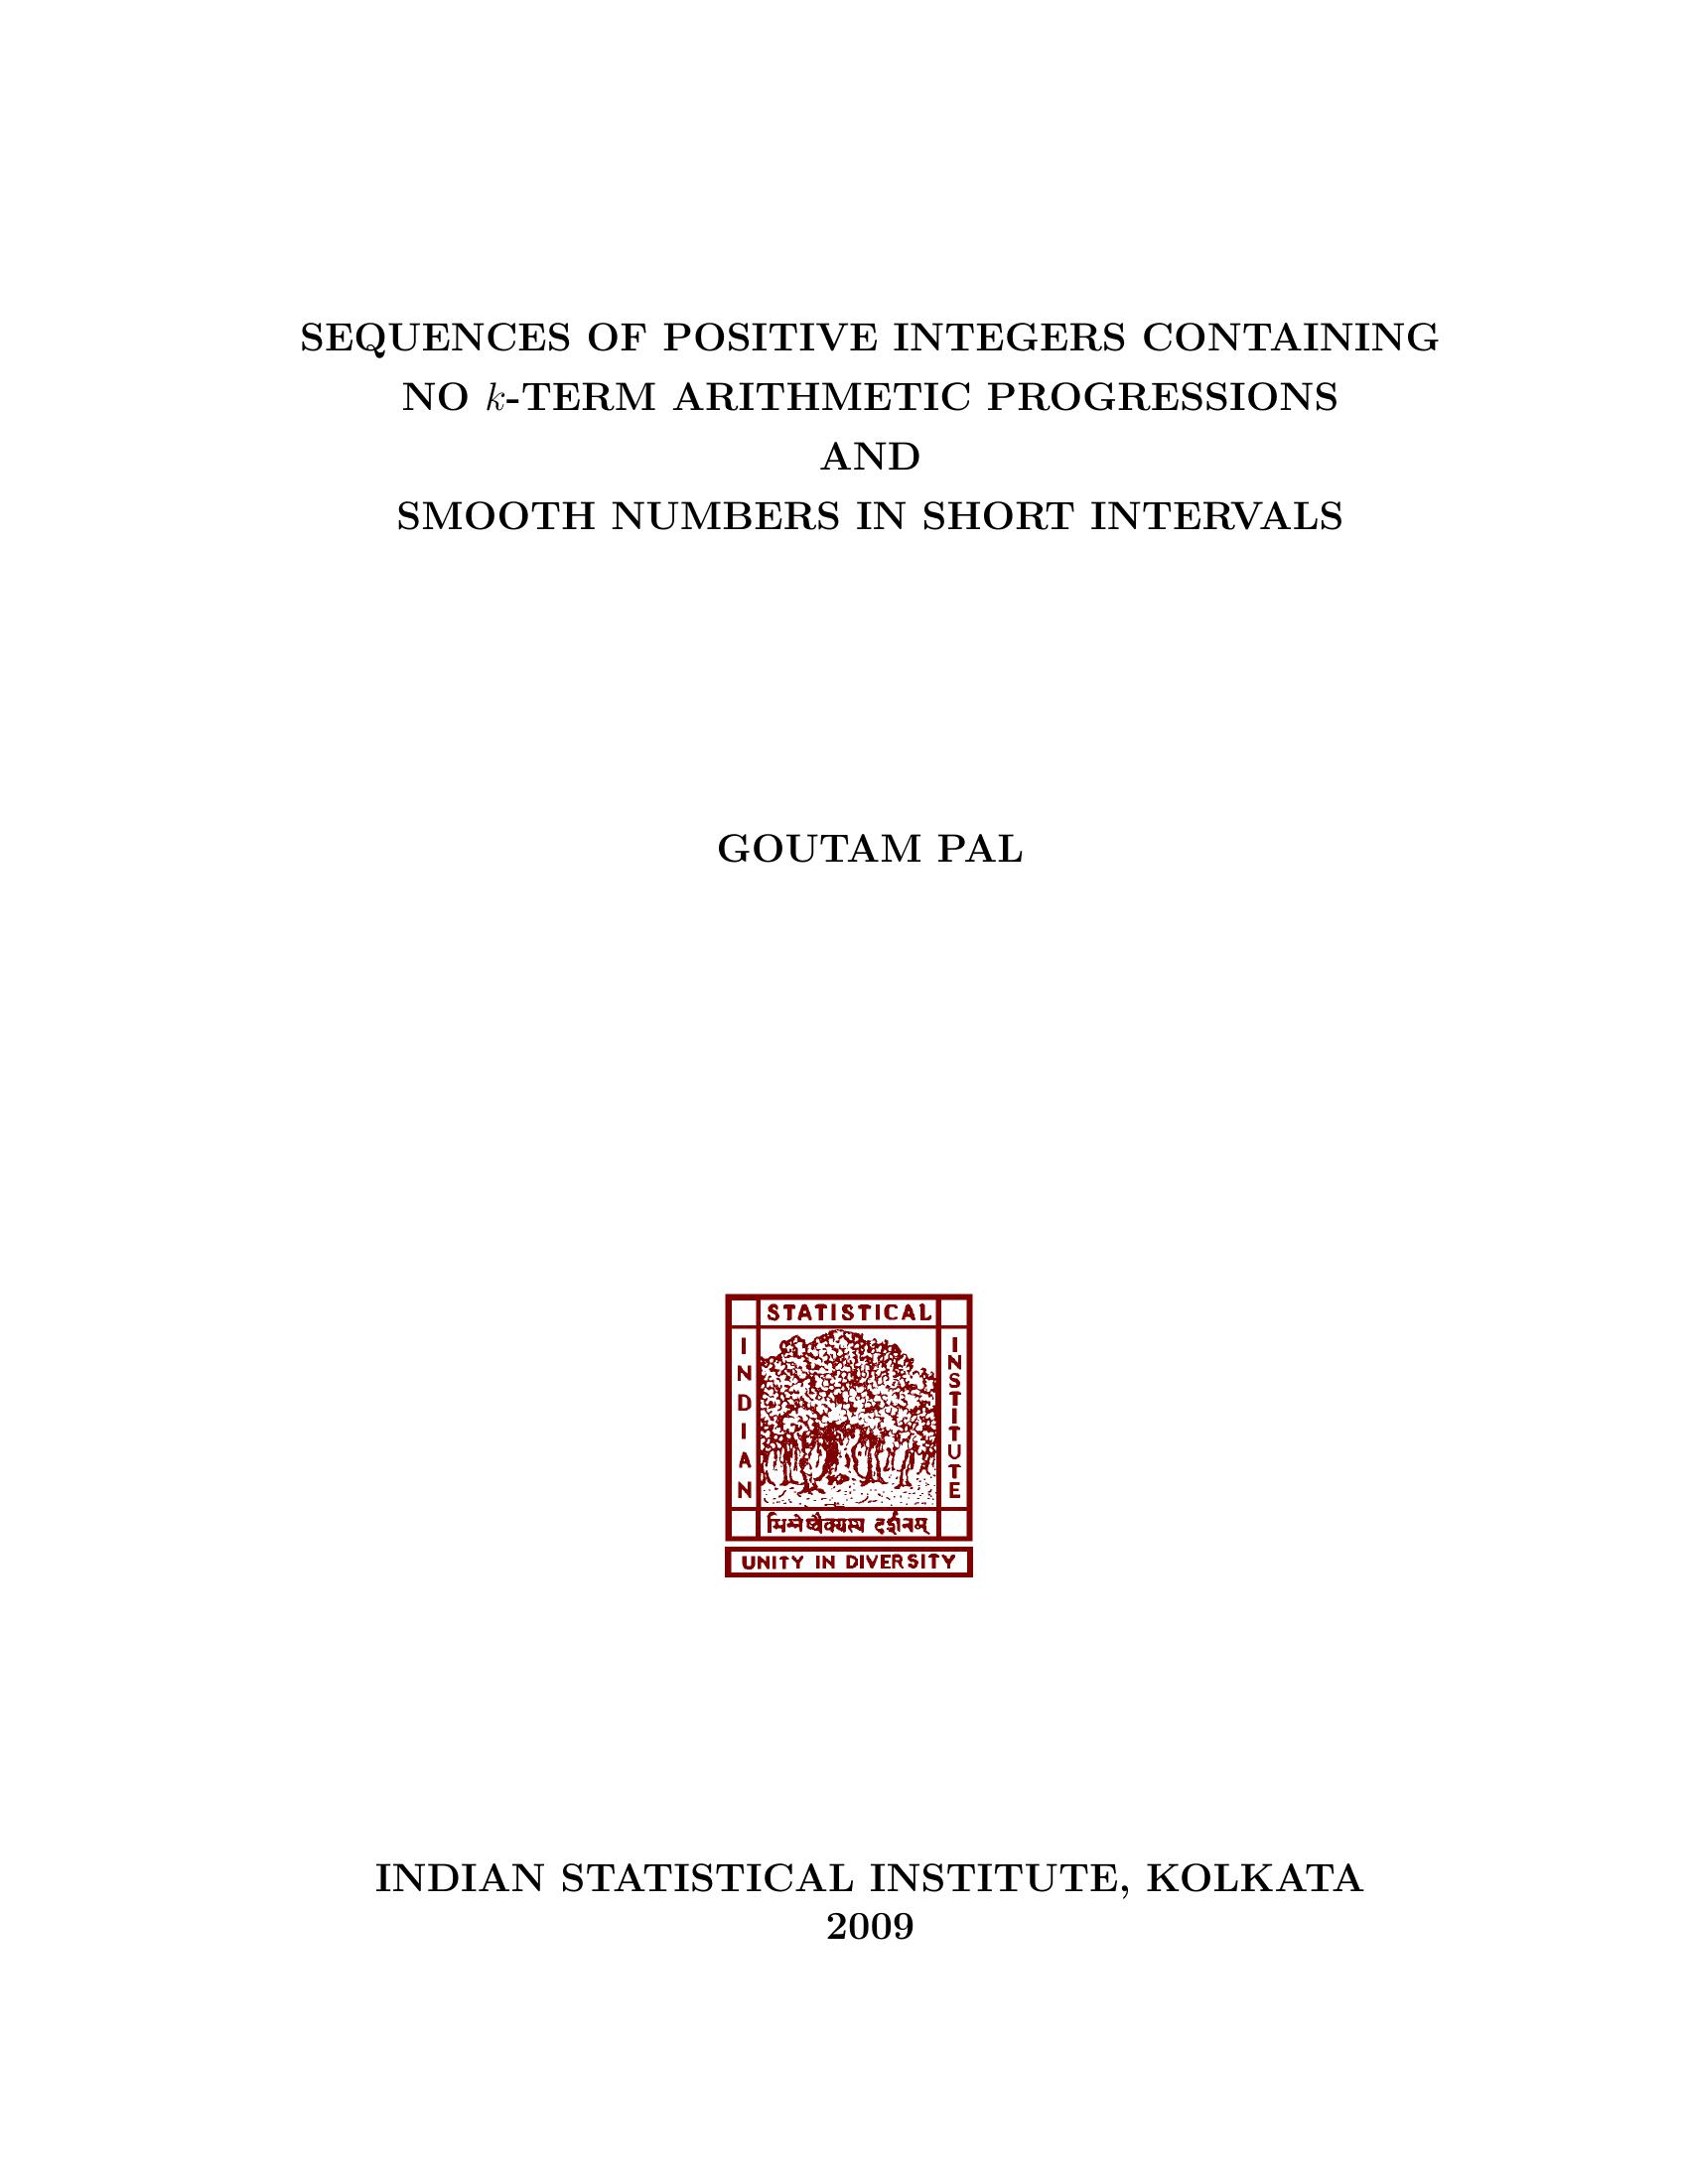 SEQUENCES OF POSITIVE INTEGERS CONTAINING
NO k-TERM ARITHMETIC PROGRESSIONS
AND
SMOOTH NUMBERS IN SHORT INTERVALS
GOUTAM PAL
STATISTICAL
INDIAN
INSTITUTE
दर्शनम्
UNITY IN DIVERSITY
INDIAN STATISTICAL INSTITUTE, KOLKATA
2009